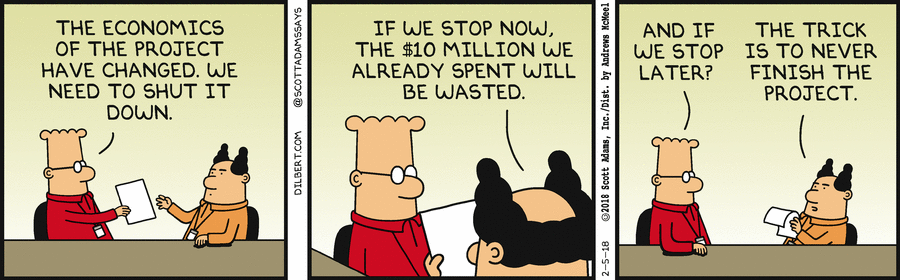 THE ECONOMICS
OF THE PROJECT
HAVE CHANGED. WE
NEED TO SHUT IT
DOWN.
DILBERT.COM @SCOTTADAMSSAYS
IF WE STOP NOW,
THE $10 MILLION WE
ALREADY SPENT WILL
BE WASTED.
2-5-18 ©2018 Scott Adams, Inc./Dist. by Andrews McMeel
AND IF
WE STOP
LATER?
THE TRICK
IS TO NEVER
FINISH THE
PROJECT.